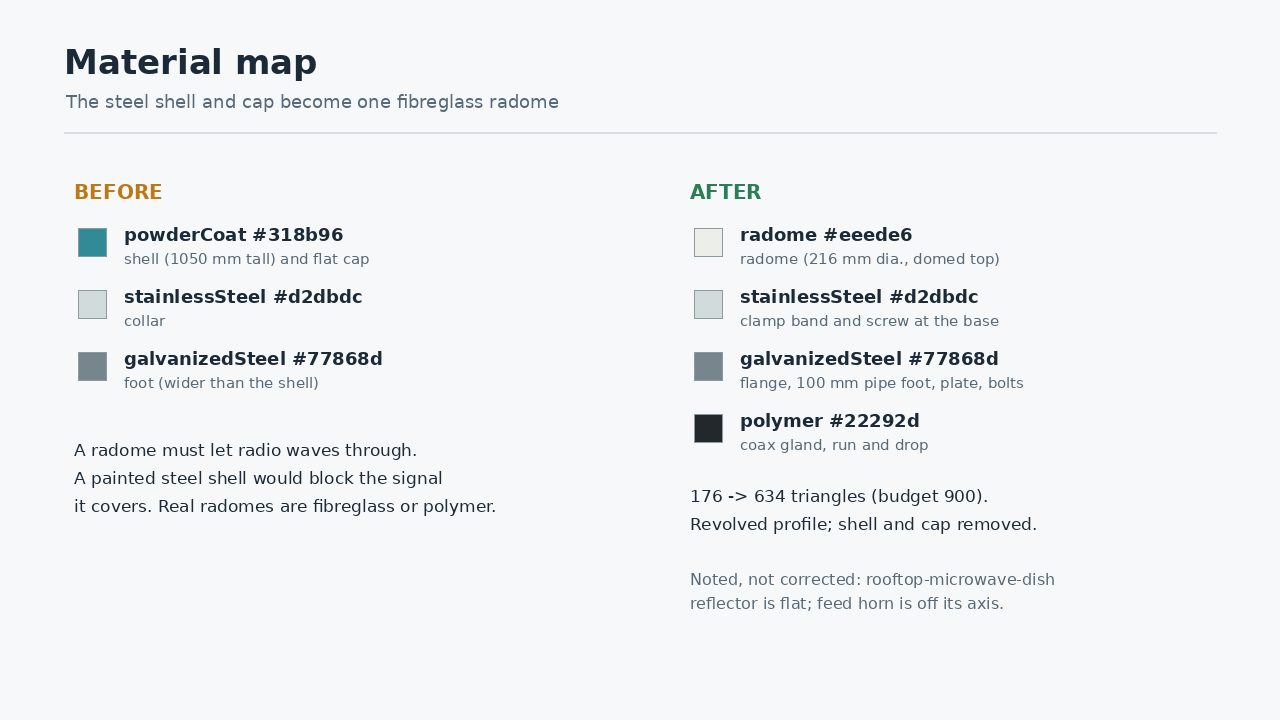 Material map
The steel shell and cap become one fibreglass radome
BEFORE
powderCoat #318b96
shell (1050 mm tall) and flat cap
stainlessSteel #d2dbdc
collar
galvanizedSteel #77868d
foot (wider than the shell)
A radome must let radio waves through.
A painted steel shell would block the signal
it covers. Real radomes are fibreglass or polymer.
AFTER
radome #eeede6
radome (216 mm dia., domed top)
stainlessSteel #d2dbdc
clamp band and screw at the base
galvanizedSteel #77868d
flange, 100 mm pipe foot, plate, bolts
polymer #22292d
coax gland, run and drop
176 -> 634 triangles (budget 900).
Revolved profile; shell and cap removed.
Noted, not corrected: rooftop-microwave-dish
reflector is flat; feed horn is off its axis.